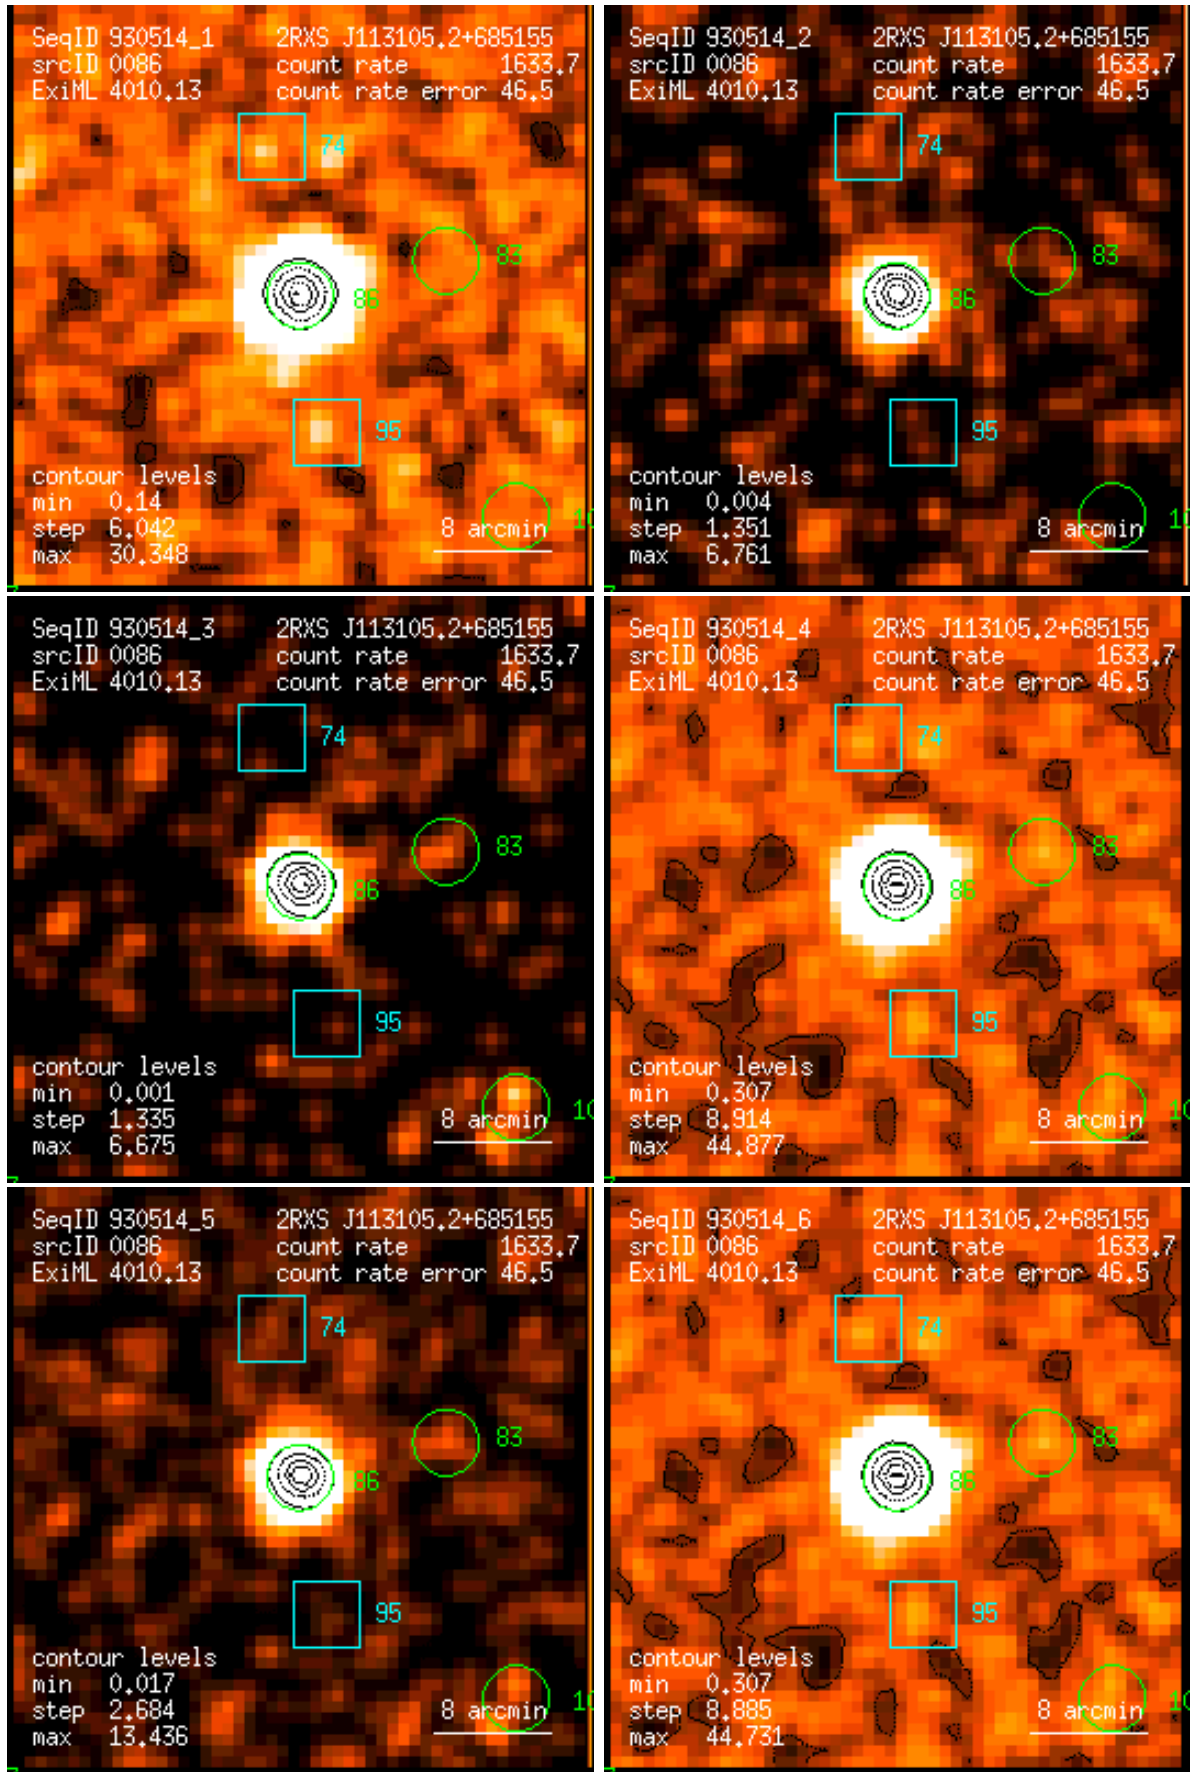 SeqID 930514_1 2RXS J113105.2+685155
srcID 0086 count rate 1633.7
ExiML 4010.13 count rate error 46.5
74
83
86
95
contour levels
min 0.14
step 6.042 8 arcmin 10
max 30.348
SeqID 930514_2 2RXS J113105.2+685155
srcID 0086 count rate 1633.7
ExiML 4010.13 count rate error 46.5
74
83
86
95
contour levels
min 0.004
step 1.351 8 arcmin 10
max 6.761
SeqID 930514_3 2RXS J113105.2+685155
srcID 0086 count rate 1633.7
ExiML 4010.13 count rate error 46.5
74
83
86
95
contour levels
min 0.001
step 1.335 8 arcmin 10
max 6.675
SeqID 930514_4 2RXS J113105.2+685155
srcID 0086 count rate 1633.7
ExiML 4010.13 count rate error 46.5
74
83
86
95
contour levels
min 0.307
step 8.914 8 arcmin 10
max 44.877
SeqID 930514_5 2RXS J113105.2+685155
srcID 0086 count rate 1633.7
ExiML 4010.13 count rate error 46.5
74
83
86
95
contour levels
min 0.017
step 2.684 8 arcmin 10
max 13.436
SeqID 930514_6 2RXS J113105.2+685155
srcID 0086 count rate 1633.7
ExiML 4010.13 count rate error 46.5
74
83
86
95
contour levels
min 0.307
step 8.885 8 arcmin 10
max 44.731